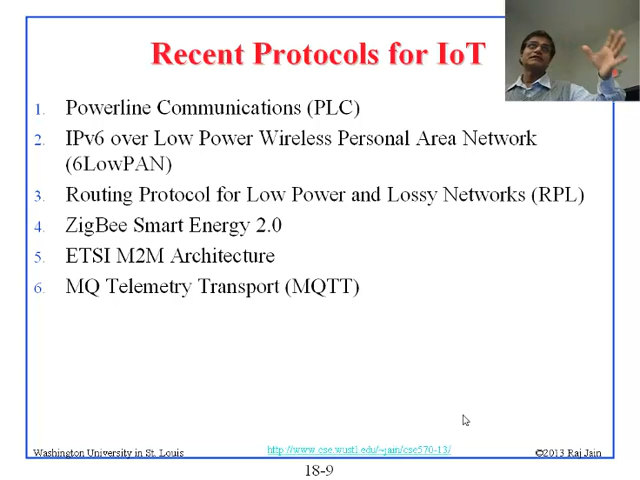 Recent Protocols for IoT
1. Powerline Communications (PLC)
2. IPv6 over Low Power Wireless Personal Area Network
(6LowPAN)
3. Routing Protocol for Low Power and Lossy Networks (RPL)
4. ZigBee Smart Energy 2.0
5. ETSI M2M Architecture
6. MQ Telemetry Transport (MQTT)
Washington University in St. Louis
http://www.cse.wustl.edu/~jain/cse570-13/
©2013 Raj Jain
18-9